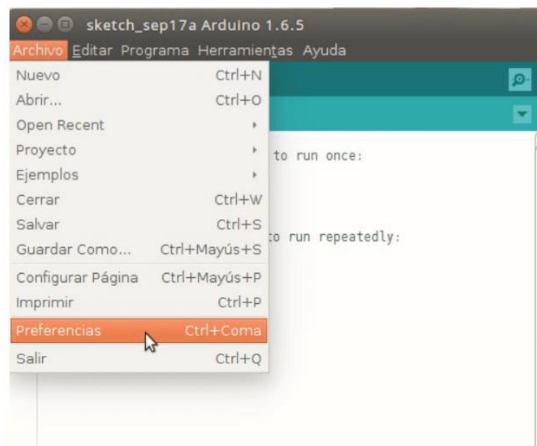 sketch_sep17a Arduino 1.6.5
Archivo Editar Programa Herramientas Ayuda
Nuevo Ctrl+N
Abrir... Ctrl+O
Open Recent
Proyecto
to run once:
Ejemplos
Cerrar Ctrl+W
Salvar Ctrl+S
to run repeatedly:
Guardar Como... Ctrl+Mayús+S
Configurar Página Ctrl+Mayús+P
Imprimir Ctrl+P
Preferencias Ctrl+Coma
Salir Ctrl+Q